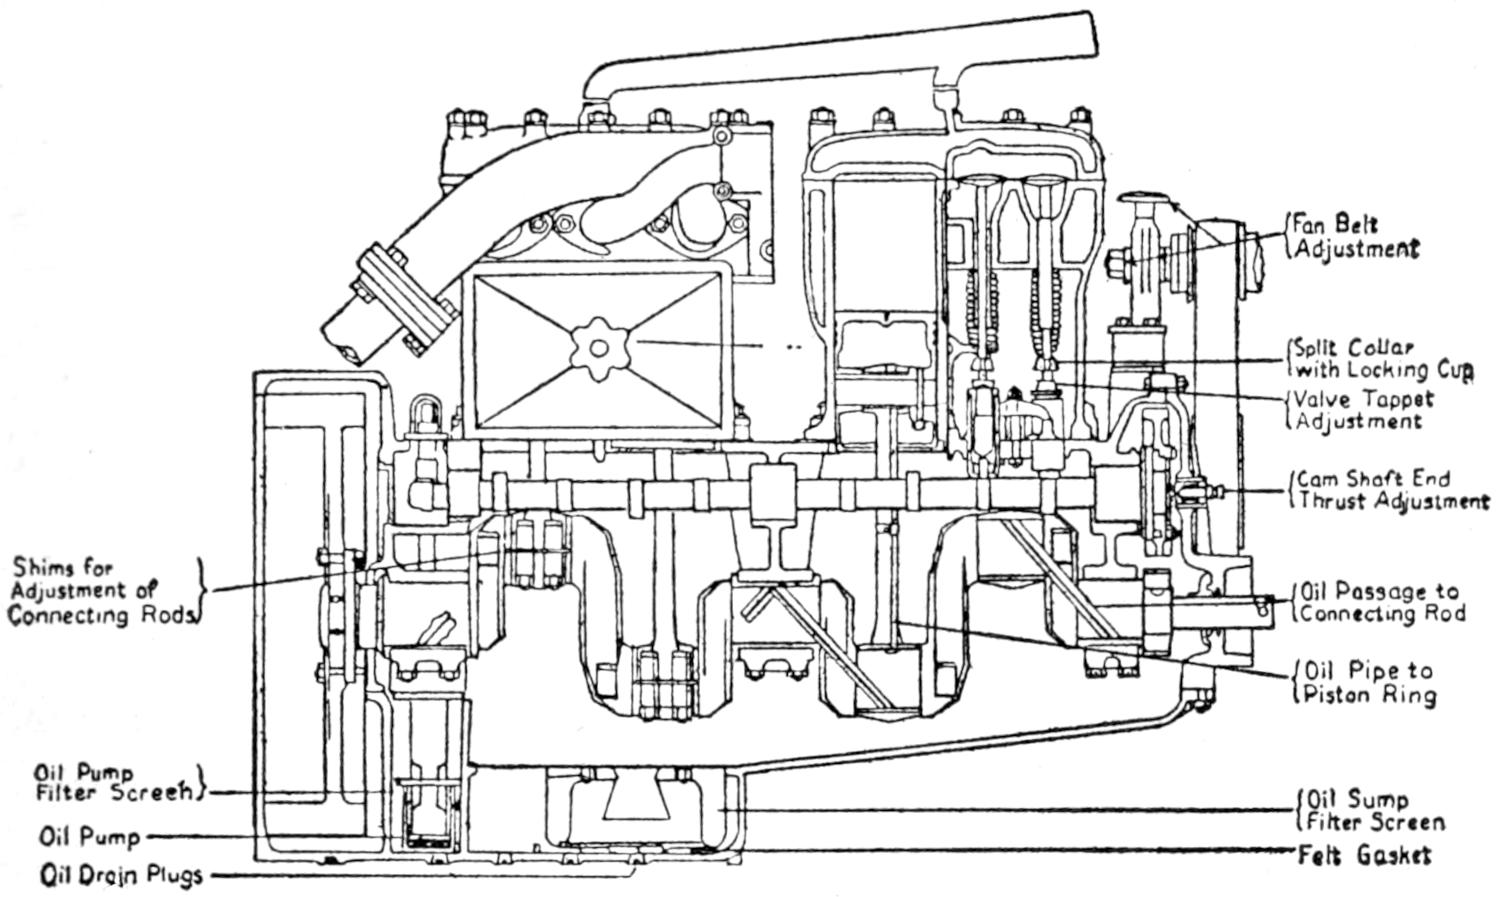 Fan Belt
Adjustment
Split Collar
with Locking Cup
Valve Tappet
Adjustment
Cam Shaft End
Thrust Adjustment
Shims for
Adjustment of
Connecting Rods
Oil Passage to
Connecting Rod
Oil Pipe to
Piston Ring
Oil Pump
Filter Screen
Oil Pump
Oil Drain Plugs
Oil Sump
Filter Screen
Felt Gasket